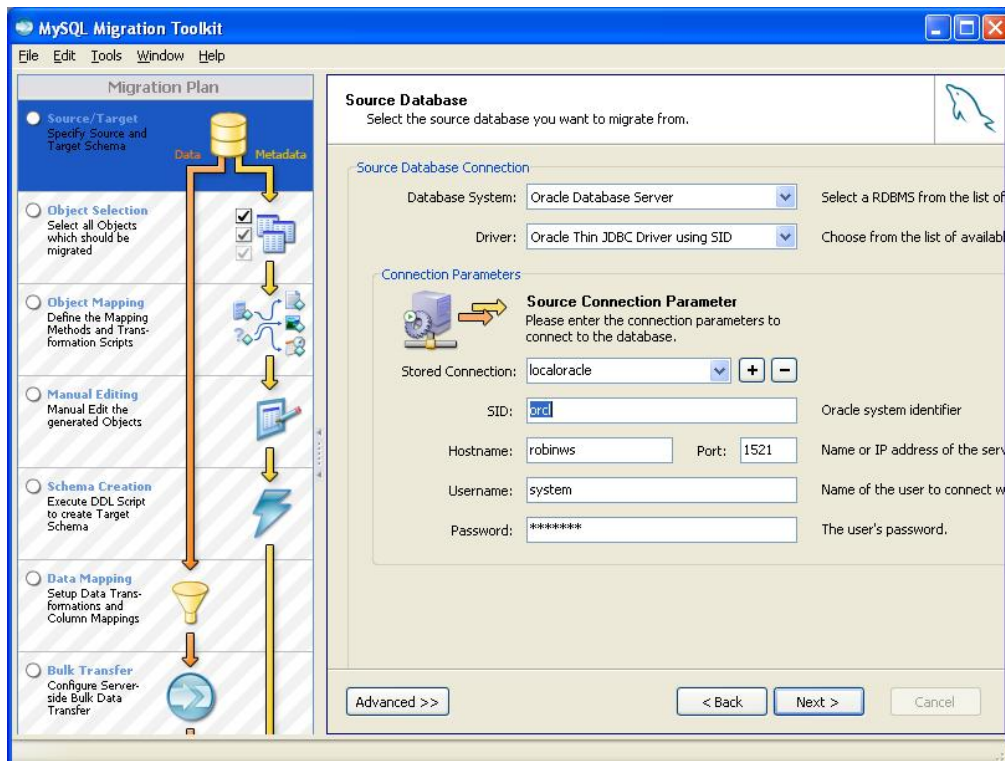 MySQL Migration Toolkit
File Edit Tools Window Help
Migration Plan
Source/Target
Specify Source and
Target Schema
Data
Metadata
Object Selection
Select all Objects
which should be
migrated
Object Mapping
Define the Mapping
Methods and Trans-
formation Scripts
Manual Editing
Manual Edit the
generated Objects
Schema Creation
Execute DDL Script
to create Target
Schema
Data Mapping
Setup Data Trans-
formations and
Column Mappings
Bulk Transfer
Configure Server-
side Bulk Data
Transfer
Source Database
Select the source database you want to migrate from.
Source Database Connection
Database System: Oracle Database Server Select a RDBMS from the list of
Driver: Oracle Thin JDBC Driver using SID Choose from the list of availabl
Connection Parameters
Source Connection Parameter
Please enter the connection parameters to
connect to the database.
Stored Connection: localoracle + −
SID: orcl Oracle system identifier
Hostname: robinws Port: 1521 Name or IP address of the serv
Username: system Name of the user to connect w
Password: ******* The user's password.
Advanced >> < Back Next > Cancel